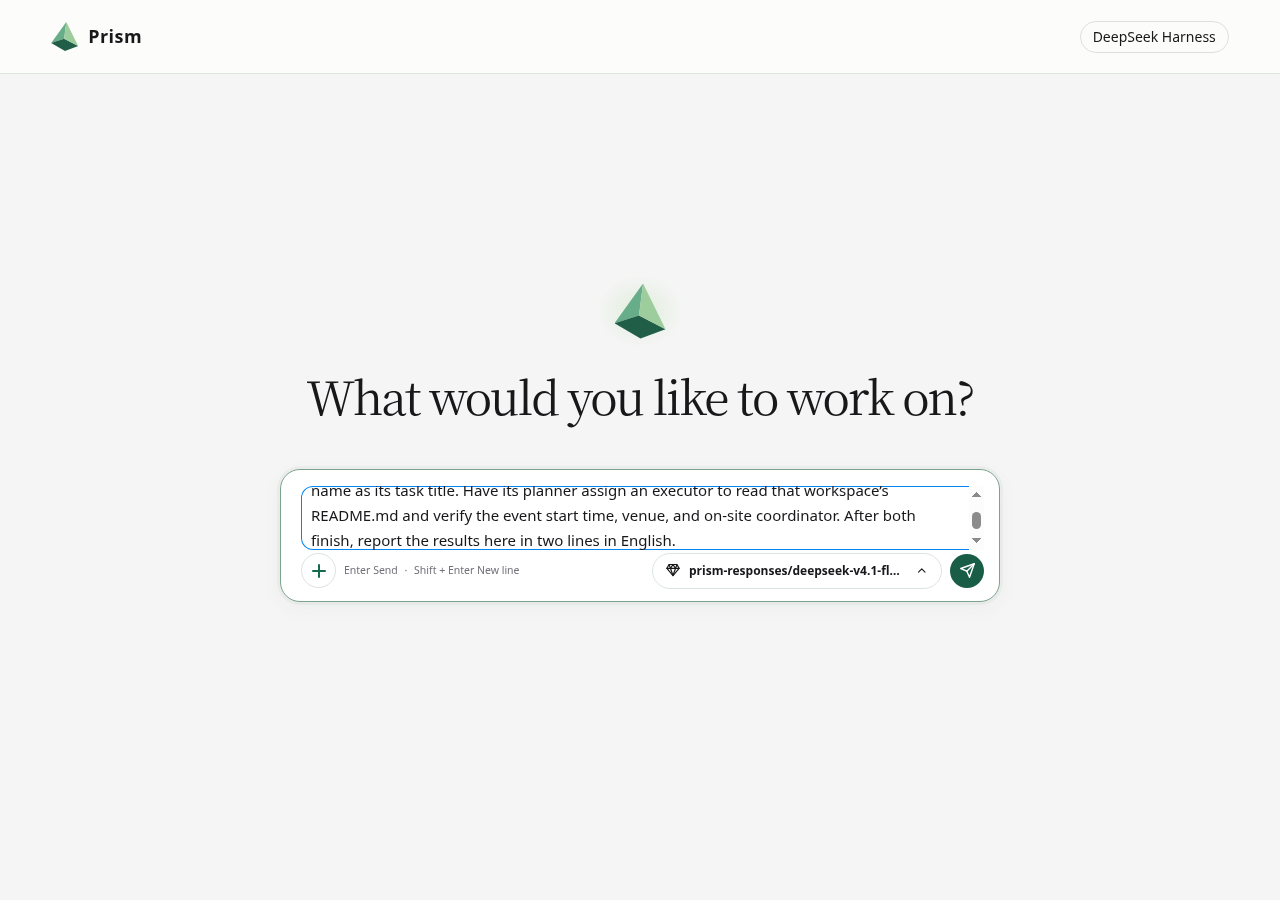 Prism
DeepSeek Harness
What would you like to work on?
name as its task title. Have its planner assign an executor to read that workspace’s
README.md and verify the event start time, venue, and on-site coordinator. After both
finish, report the results here in two lines in English.
Enter Send · Shift + Enter New line
prism-responses/deepseek-v4.1-fl...